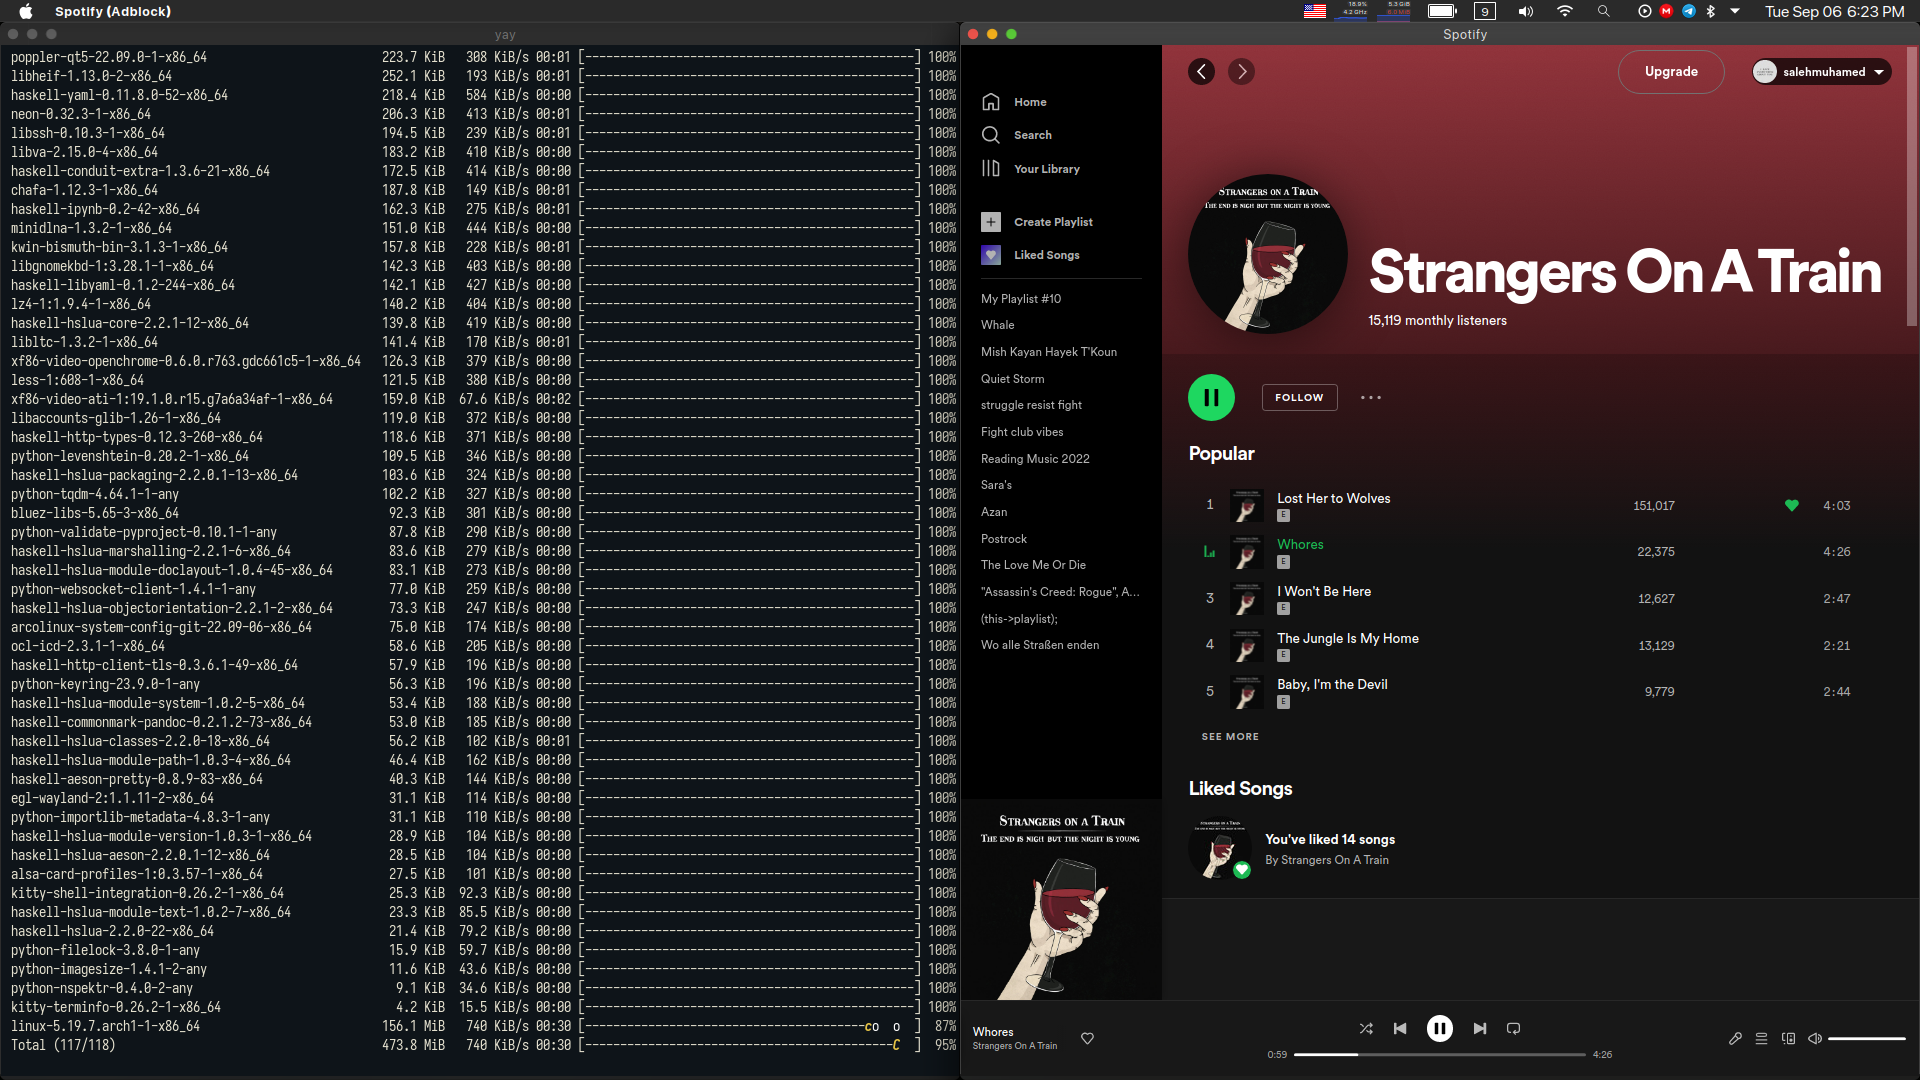 Spotify (Adblock)
18.9%
4.2 GHz
5.3 GiB
9
Tue Sep 06 6:23 PM
yay
poppler-qt5-22.09.0-1-x86_64 223.7 KiB 308 KiB/s 00:01 [----------------------------------------------] 100%
libheif-1.13.0-2-x86_64 252.1 KiB 193 KiB/s 00:01 [----------------------------------------------] 100%
haskell-yaml-0.11.8.0-52-x86_64 218.4 KiB 584 KiB/s 00:00 [----------------------------------------------] 100%
neon-0.32.3-1-x86_64 206.3 KiB 413 KiB/s 00:01 [----------------------------------------------] 100%
libssh-0.10.3-1-x86_64 194.5 KiB 239 KiB/s 00:01 [----------------------------------------------] 100%
libva-2.15.0-4-x86_64 183.2 KiB 410 KiB/s 00:00 [----------------------------------------------] 100%
haskell-conduit-extra-1.3.6-21-x86_64 172.5 KiB 414 KiB/s 00:00 [----------------------------------------------] 100%
chafa-1.12.3-1-x86_64 187.8 KiB 149 KiB/s 00:01 [----------------------------------------------] 100%
haskell-ipynb-0.2-42-x86_64 162.3 KiB 275 KiB/s 00:01 [----------------------------------------------] 100%
minidlna-1.3.2-1-x86_64 151.0 KiB 444 KiB/s 00:00 [----------------------------------------------] 100%
kwin-bismuth-bin-3.1.3-1-x86_64 157.8 KiB 228 KiB/s 00:01 [----------------------------------------------] 100%
libgnomekbd-1:3.28.1-1-x86_64 142.3 KiB 403 KiB/s 00:00 [----------------------------------------------] 100%
haskell-libyaml-0.1.2-244-x86_64 142.1 KiB 427 KiB/s 00:00 [----------------------------------------------] 100%
lz4-1:1.9.4-1-x86_64 140.2 KiB 404 KiB/s 00:00 [----------------------------------------------] 100%
haskell-hslua-core-2.2.1-12-x86_64 139.8 KiB 419 KiB/s 00:00 [----------------------------------------------] 100%
libltc-1.3.2-1-x86_64 141.4 KiB 170 KiB/s 00:01 [----------------------------------------------] 100%
xf86-video-openchrome-0.6.0.r763.gdc661c5-1-x86_64 126.3 KiB 379 KiB/s 00:00 [----------------------------------------------] 100%
less-1:608-1-x86_64 121.5 KiB 380 KiB/s 00:00 [----------------------------------------------] 100%
xf86-video-ati-1:19.1.0.r15.g7a6a34af-1-x86_64 159.0 KiB 67.6 KiB/s 00:02 [----------------------------------------------] 100%
libaccounts-glib-1.26-1-x86_64 119.0 KiB 372 KiB/s 00:00 [----------------------------------------------] 100%
haskell-http-types-0.12.3-260-x86_64 118.6 KiB 371 KiB/s 00:00 [----------------------------------------------] 100%
python-levenshtein-0.20.2-1-x86_64 109.5 KiB 346 KiB/s 00:00 [----------------------------------------------] 100%
haskell-hslua-packaging-2.2.0.1-13-x86_64 103.6 KiB 324 KiB/s 00:00 [----------------------------------------------] 100%
python-tqdm-4.64.1-1-any 102.2 KiB 327 KiB/s 00:00 [----------------------------------------------] 100%
bluez-libs-5.65-3-x86_64 92.3 KiB 301 KiB/s 00:00 [----------------------------------------------] 100%
python-validate-pyproject-0.10.1-1-any 87.8 KiB 290 KiB/s 00:00 [----------------------------------------------] 100%
haskell-hslua-marshalling-2.2.1-6-x86_64 83.6 KiB 279 KiB/s 00:00 [----------------------------------------------] 100%
haskell-hslua-module-doclayout-1.0.4-45-x86_64 83.1 KiB 273 KiB/s 00:00 [----------------------------------------------] 100%
python-websocket-client-1.4.1-1-any 77.0 KiB 259 KiB/s 00:00 [----------------------------------------------] 100%
haskell-hslua-objectorientation-2.2.1-2-x86_64 73.3 KiB 247 KiB/s 00:00 [----------------------------------------------] 100%
arcolinux-system-config-git-22.09-06-x86_64 75.0 KiB 174 KiB/s 00:00 [----------------------------------------------] 100%
ocl-icd-2.3.1-1-x86_64 58.6 KiB 205 KiB/s 00:00 [----------------------------------------------] 100%
haskell-http-client-tls-0.3.6.1-49-x86_64 57.9 KiB 196 KiB/s 00:00 [----------------------------------------------] 100%
python-keyring-23.9.0-1-any 56.3 KiB 196 KiB/s 00:00 [----------------------------------------------] 100%
haskell-hslua-module-system-1.0.2-5-x86_64 53.4 KiB 188 KiB/s 00:00 [----------------------------------------------] 100%
haskell-commonmark-pandoc-0.2.1.2-73-x86_64 53.0 KiB 185 KiB/s 00:00 [----------------------------------------------] 100%
haskell-hslua-classes-2.2.0-18-x86_64 56.2 KiB 102 KiB/s 00:01 [----------------------------------------------] 100%
haskell-hslua-module-path-1.0.3-4-x86_64 46.4 KiB 162 KiB/s 00:00 [----------------------------------------------] 100%
haskell-aeson-pretty-0.8.9-83-x86_64 40.3 KiB 144 KiB/s 00:00 [----------------------------------------------] 100%
egl-wayland-2:1.1.11-2-x86_64 31.1 KiB 114 KiB/s 00:00 [----------------------------------------------] 100%
python-importlib-metadata-4.8.3-1-any 31.1 KiB 110 KiB/s 00:00 [----------------------------------------------] 100%
haskell-hslua-module-version-1.0.3-1-x86_64 28.9 KiB 104 KiB/s 00:00 [----------------------------------------------] 100%
haskell-hslua-aeson-2.2.0.1-12-x86_64 28.5 KiB 104 KiB/s 00:00 [----------------------------------------------] 100%
alsa-card-profiles-1:0.3.57-1-x86_64 27.5 KiB 101 KiB/s 00:00 [----------------------------------------------] 100%
kitty-shell-integration-0.26.2-1-x86_64 25.3 KiB 92.3 KiB/s 00:00 [----------------------------------------------] 100%
haskell-hslua-module-text-1.0.2-7-x86_64 23.3 KiB 85.5 KiB/s 00:00 [----------------------------------------------] 100%
haskell-hslua-2.2.0-22-x86_64 21.4 KiB 79.2 KiB/s 00:00 [----------------------------------------------] 100%
python-filelock-3.8.0-1-any 15.9 KiB 59.7 KiB/s 00:00 [----------------------------------------------] 100%
python-imagesize-1.4.1-2-any 11.6 KiB 43.6 KiB/s 00:00 [----------------------------------------------] 100%
python-nspektr-0.4.0-2-any 9.1 KiB 34.6 KiB/s 00:00 [----------------------------------------------] 100%
kitty-terminfo-0.26.2-1-x86_64 4.2 KiB 15.5 KiB/s 00:00 [----------------------------------------------] 100%
linux-5.19.7.arch1-1-x86_64 156.1 MiB 740 KiB/s 00:30 [----------------------------------------co  o  ] 87%
Total (117/118) 473.8 MiB 740 KiB/s 00:30 [--------------------------------------------C  ] 95%
Spotify
Home
Search
Your Library
Create Playlist
Liked Songs
My Playlist #10
Whale
Mish Kayan Hayek T'Koun
Quiet Storm
struggle resist fight
Fight club vibes
Reading Music 2022
Sara's
Azan
Postrock
The Love Me Or Die
"Assassin's Creed: Rogue", A...
(this->playlist);
Wo alle Straßen enden
Strangers on a Train
The end is nigh but the night is young
Upgrade
salehmuhamed
Strangers on a Train
The end is nigh but the night is young
Strangers On A Train
15,119 monthly listeners
FOLLOW
Popular
1 Lost Her to Wolves 151,017 4:03
E
Whores 22,375 4:26
E
3 I Won't Be Here 12,627 2:47
E
4 The Jungle Is My Home 13,129 2:21
E
5 Baby, I'm the Devil 9,779 2:44
E
SEE MORE
Liked Songs
You've liked 14 songs
By Strangers On A Train
Whores
Strangers On A Train
0:59
4:26